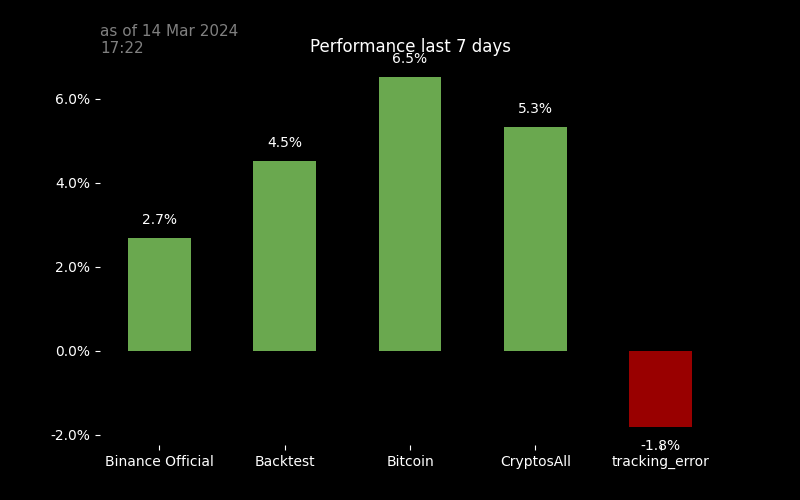 as of 14 Mar 2024
17:22
Performance last 7 days
6.5%
6.0%
5.3%
4.5%
4.0%
2.7%
2.0%
0.0%
-2.0%
-1.8%
Binance Official
Backtest
Bitcoin
CryptosAll
tracking_error